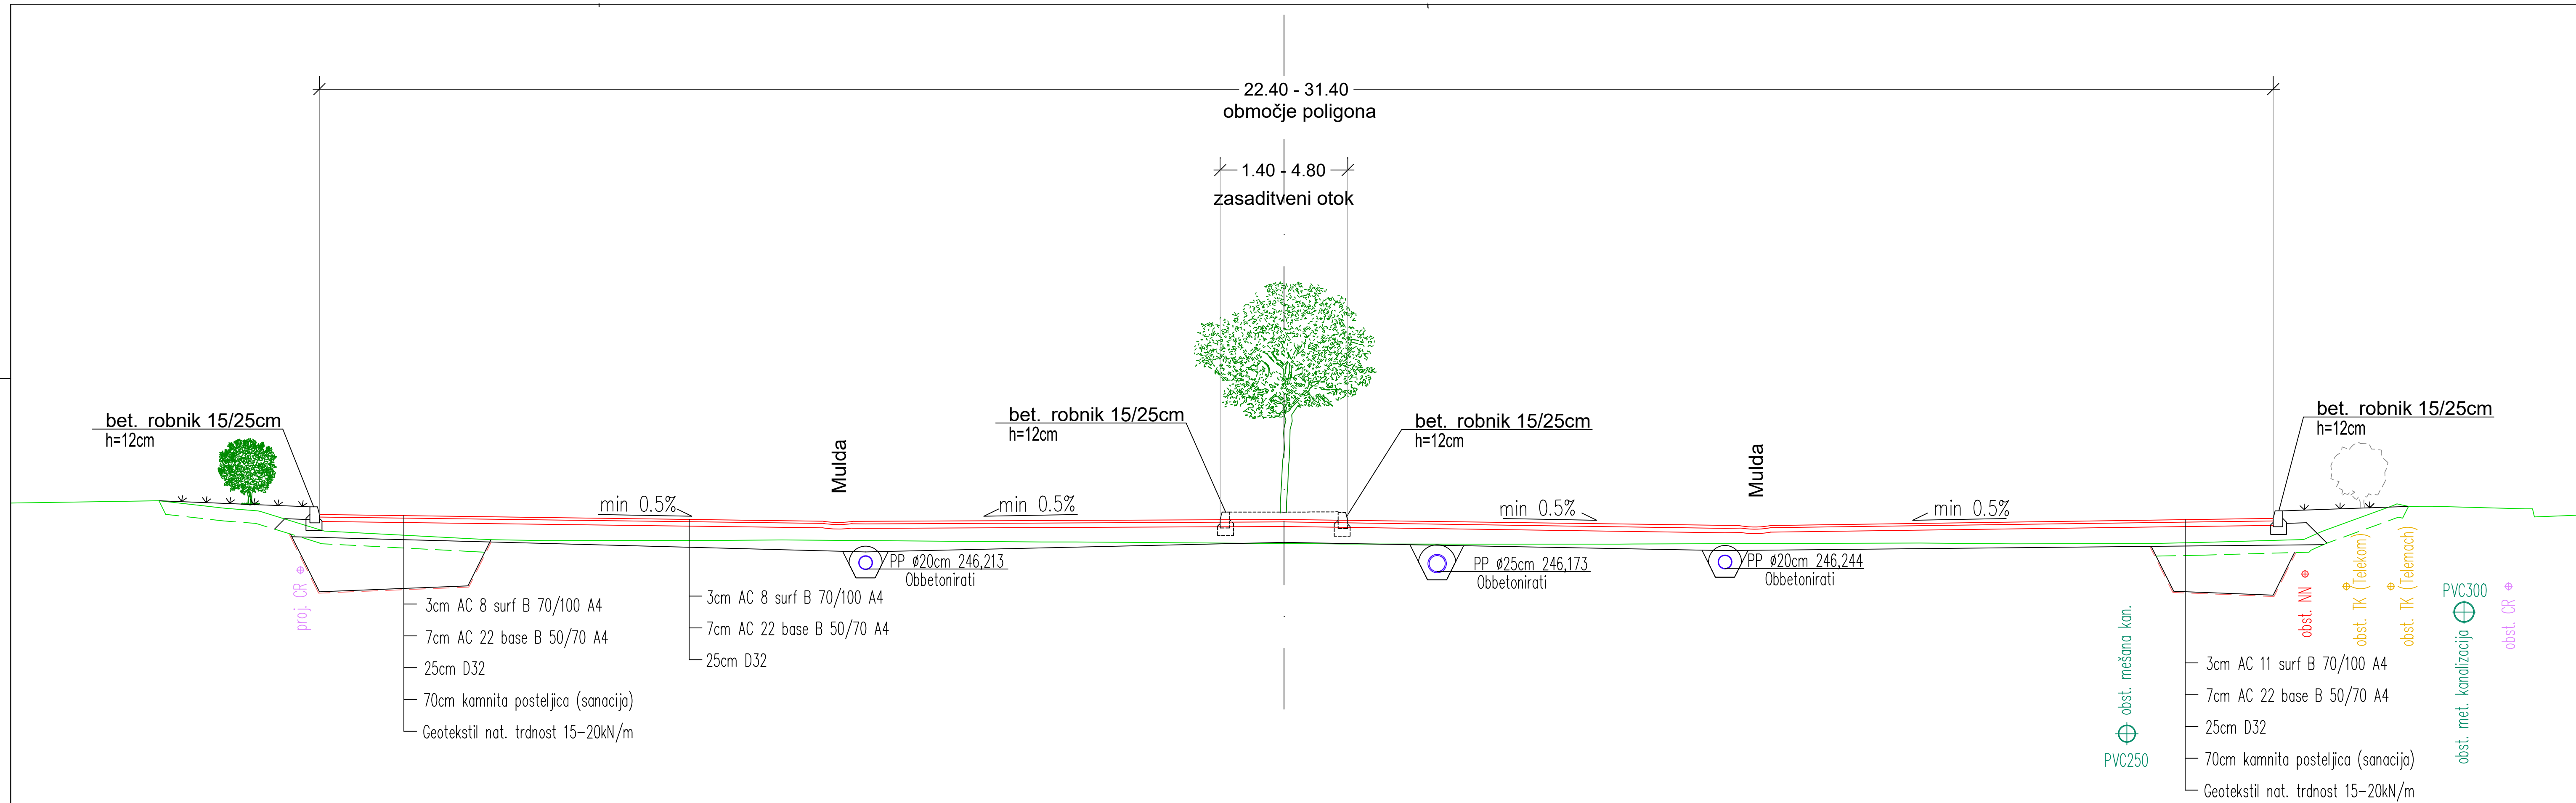 22.40 - 31.40
območje poligona
1.40 - 4.80
zasaditveni otok
bet. robnik 15/25cm
h=12cm
bet. robnik 15/25cm
h=12cm
bet. robnik 15/25cm
h=12cm
bet. robnik 15/25cm
h=12cm
Mulda
Mulda
min 0.5%
min 0.5%
min 0.5%
min 0.5%
PP ø20cm 246,213
Obbetonirati
PP ø25cm 246,173
Obbetonirati
PP ø20cm 246,244
Obbetonirati
proj. CR
3cm AC 8 surf B 70/100 A4
7cm AC 22 base B 50/70 A4
25cm D32
70cm kamnita posteljica (sanacija)
Geotekstil nat. trdnost 15-20kN/m
3cm AC 8 surf B 70/100 A4
7cm AC 22 base B 50/70 A4
25cm D32
obst. mešana kan.
PVC250
obst. NN
obst. TK (Telekom)
obst. TK (Telemach)
PVC300
obst. met. kanalizacija
obst. CR
3cm AC 11 surf B 70/100 A4
7cm AC 22 base B 50/70 A4
25cm D32
70cm kamnita posteljica (sanacija)
Geotekstil nat. trdnost 15-20kN/m